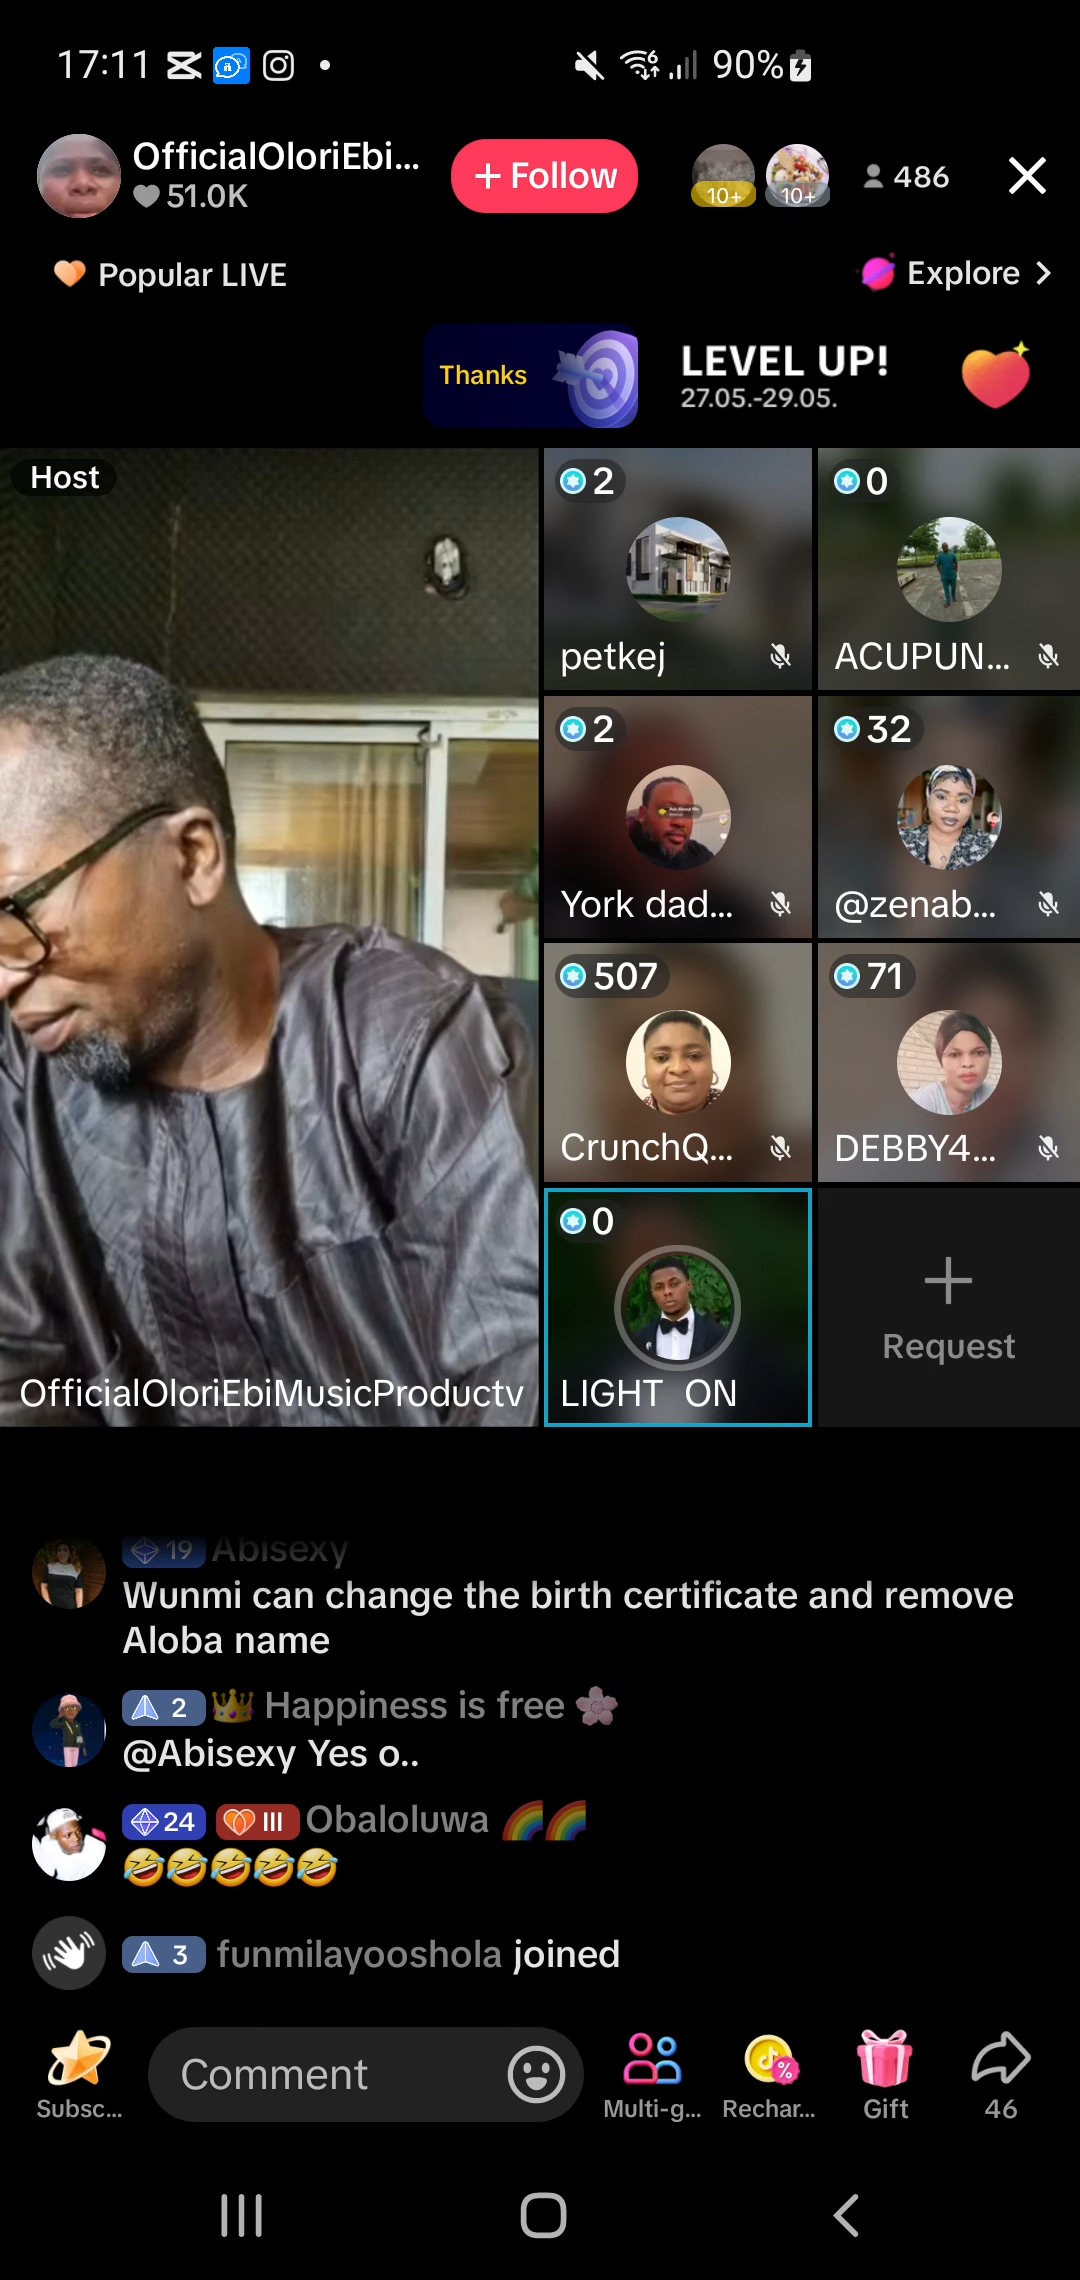 17:11
90%
OfficialOloriEbi...
51.0K
+ Follow
10+
10+
486
Popular LIVE
Explore
Thanks
LEVEL UP!
27.05.-29.05.
Host
2
petkej
0
ACUPUN...
2
York dad...
32
@zenab...
507
CrunchQ...
71
DEBBY4...
0
LIGHT ON
Request
OfficialOloriEbiMusicProductv
19 Abisexy
Wunmi can change the birth certificate and remove
Aloba name
2 Happiness is free
@Abisexy Yes o..
24 III Obaloluwa
3 funmilayooshola joined
Subsc...
Comment
Multi-g...
Rechar...
Gift
46